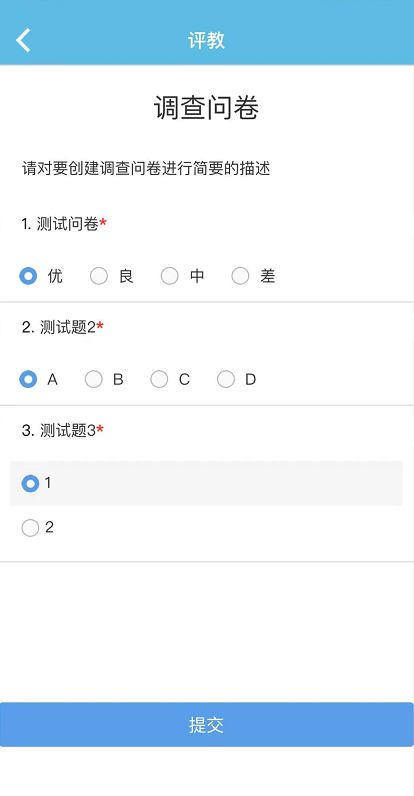 评教
调查问卷
请对要创建调查问卷进行简要的描述
1. 测试问卷*
优 良 中 差
2. 测试题2*
A B C D
3. 测试题3*
1
2
提交